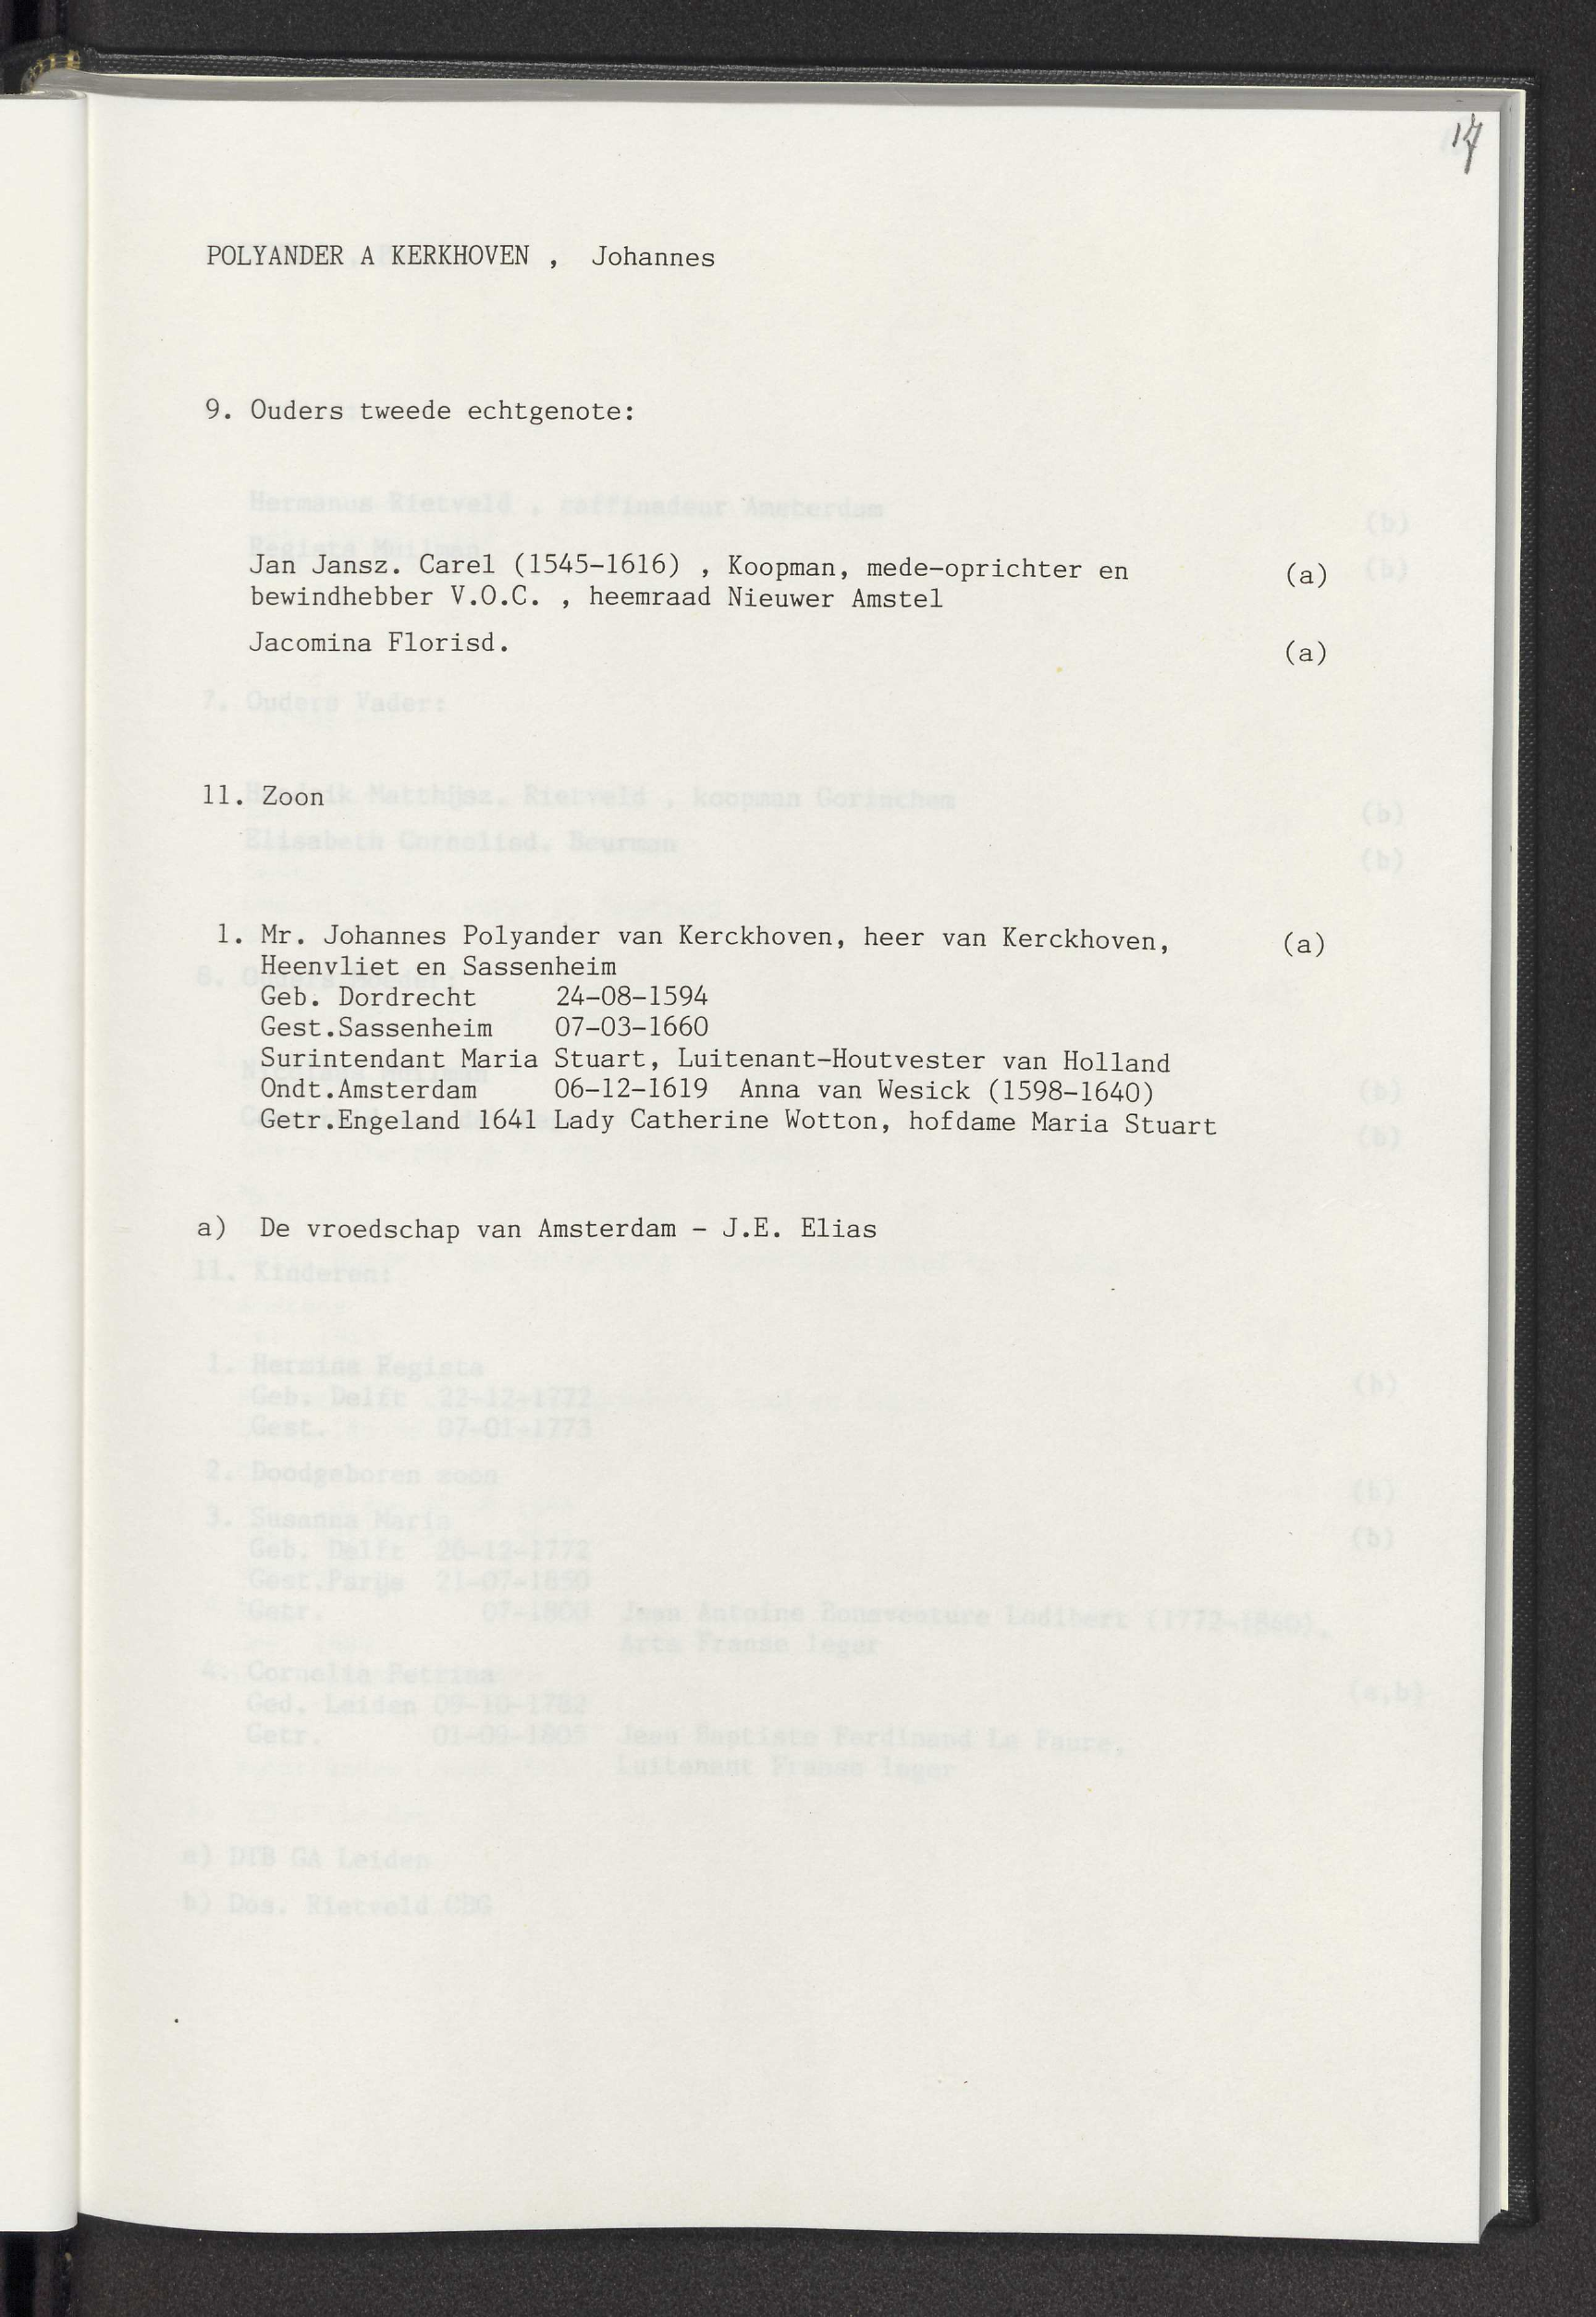 17
POLYANDER A KERKHOVEN , Johannes
9. Ouders tweede echtgenote:
Jan Jansz. Carel (1545-1616) , Koopman, mede-oprichter en (a)
bewindhebber V.O.C. , heemraad Nieuwer Amstel
Jacomina Florisd. (a)
11. Zoon
1. Mr. Johannes Polyander van Kerckhoven, heer van Kerckhoven, (a)
Heenvliet en Sassenheim
Geb. Dordrecht 24-08-1594
Gest.Sassenheim 07-03-1660
Surintendant Maria Stuart, Luitenant-Houtvester van Holland
Ondt.Amsterdam 06-12-1619 Anna van Wesick (1598-1640)
Getr.Engeland 1641 Lady Catherine Wotton, hofdame Maria Stuart
a) De vroedschap van Amsterdam - J.E. Elias